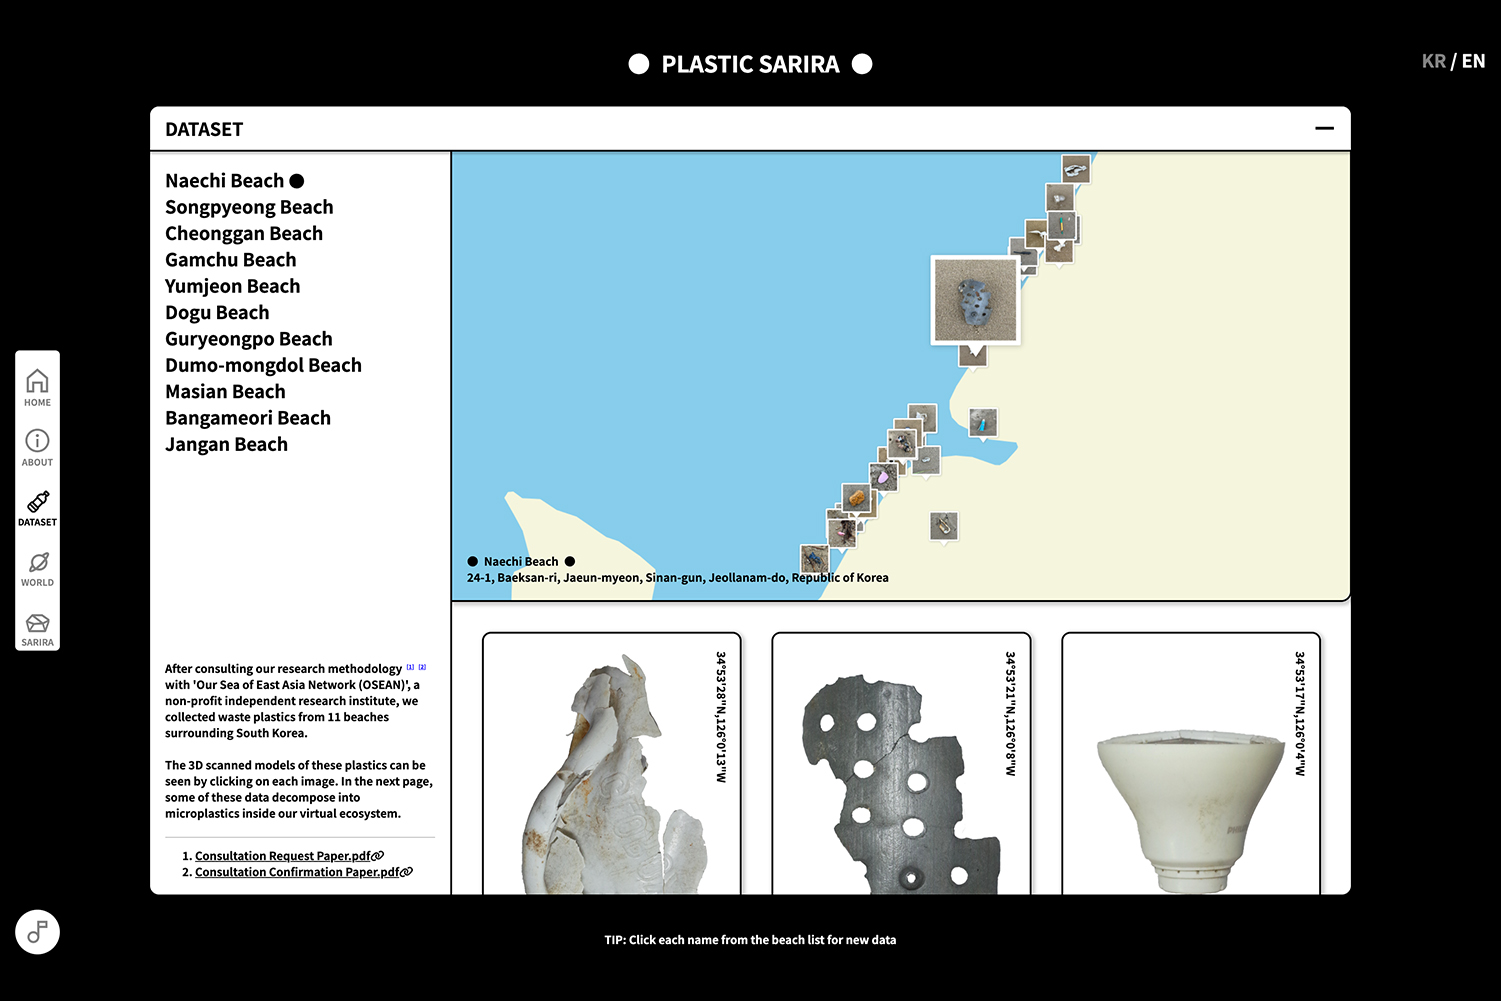 PLASTIC SARIRA
KR / EN
DATASET
Naechi Beach
Songpyeong Beach
Cheonggan Beach
Gamchu Beach
Yumjeon Beach
Dogu Beach
Guryeongpo Beach
Dumo-mongdol Beach
Masian Beach
Bangameori Beach
Jangan Beach
HOME
ABOUT
DATASET
WORLD
SARIRA
After consulting our research methodology [1] [2]
with 'Our Sea of East Asia Network (OSEAN)', a
non-profit independent research institute, we
collected waste plastics from 11 beaches
surrounding South Korea.
The 3D scanned models of these plastics can be
seen by clicking on each image. In the next page,
some of these data decompose into
microplastics inside our virtual ecosystem.
1. Consultation Request Paper.pdf
2. Consultation Confirmation Paper.pdf
Naechi Beach
24-1, Baeksan-ri, Jaeun-myeon, Sinan-gun, Jeollanam-do, Republic of Korea
34°53'28"N,126°0'13"W
34°53'21"N,126°0'8"W
34°53'17"N,126°0'4"W
TIP: Click each name from the beach list for new data